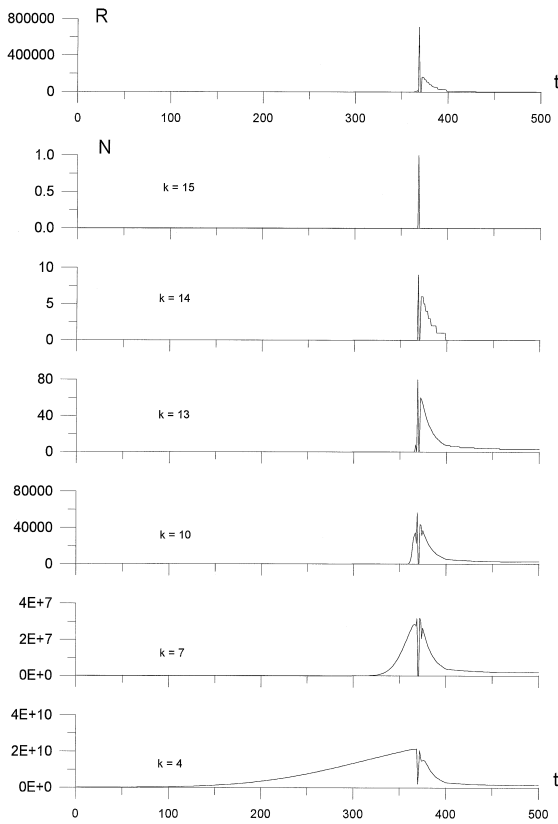 R
800000
400000
0
t
0 100 200 300 400 500
N
1.0
0.5
0.0
k = 15
10
5
0
k = 14
80
40
0
k = 13
80000
40000
0
k = 10
4E+7
2E+7
0E+0
k = 7
4E+10
2E+10
0E+0
k = 4
t
0 100 200 300 400 500